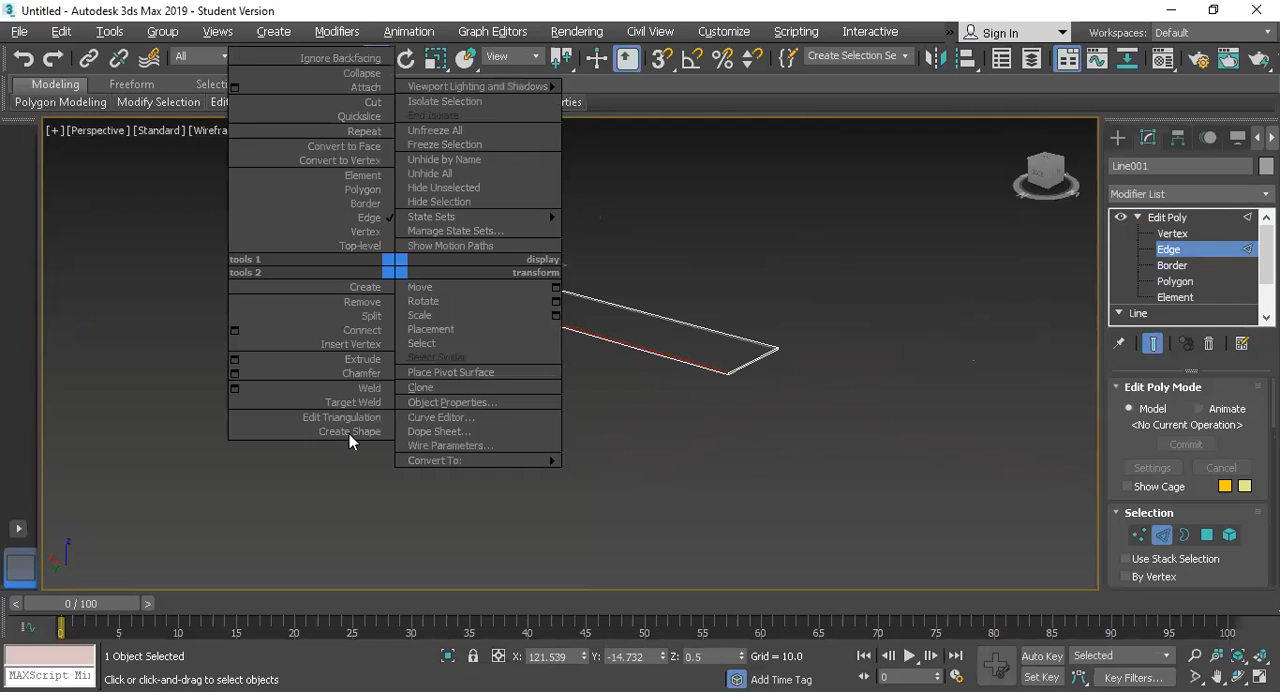 Untitled - Autodesk 3ds Max 2019 - Student Version
File Edit Tools Group Views Create Modifiers Animation Graph Editors Rendering Civil View Customize Scripting Interactive » Sign In Workspaces: Default
All View Create Selection Se
Modeling Freeform Selecti
Polygon Modeling Modify Selection Edi ties
[+] [Perspective] [Standard] [Wirefra
Ignore Backfacing
Collapse
Attach
Cut
Quickslice
Repeat
Convert to Face
Convert to Vertex
Element
Polygon
Border
Edge
Vertex
Top-level
tools 1
tools 2
Create
Remove
Split
Connect
Insert Vertex
Extrude
Chamfer
Weld
Target Weld
Edit Triangulation
Create Shape
Viewport Lighting and Shadows
Isolate Selection
End Isolate
Unfreeze All
Freeze Selection
Unhide by Name
Unhide All
Hide Unselected
Hide Selection
State Sets
Manage State Sets...
Show Motion Paths
display
transform
Move
Rotate
Scale
Placement
Select
Select Similar
Place Pivot Surface
Clone
Object Properties...
Curve Editor...
Dope Sheet...
Wire Parameters...
Convert To:
Line001
Modifier List
Edit Poly
Vertex
Edge
Border
Polygon
Element
Line
Edit Poly Mode
Model Animate
<No Current Operation>
Commit
Settings Cancel
Show Cage
Selection
Use Stack Selection
By Vertex
z
0 / 100
0 5 10 15 20 25 30 35 40 45 50 55 60 65 70 75 80 85 90 95 100
1 Object Selected X: 121.539 Y: -14.732 Z: 0.5 Grid = 10.0 Auto Key Selected
MAXScript Mi Click or click-and-drag to select objects Add Time Tag 0 Set Key Key Filters...